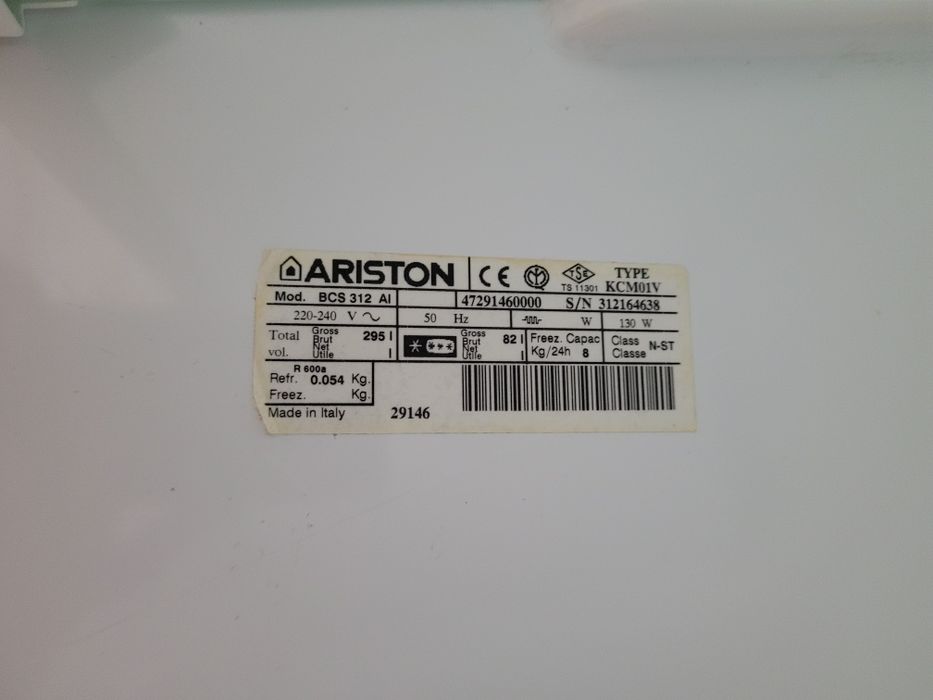 ARISTON CE TSE TS 11301 TYPE KCM01V
Mod. BCS 312 AI 47291460000 S/N 312164638
220-240 V 50 Hz W 130 W
Total vol. Gross Brut 295 l Net Utile l *** Gross Brut 82 l Net Utile l Freez. Capac Kg/24h 8 Class Classe N-ST
R 600a
Refr. 0.054 Kg.
Freez. Kg.
Made in Italy 29146